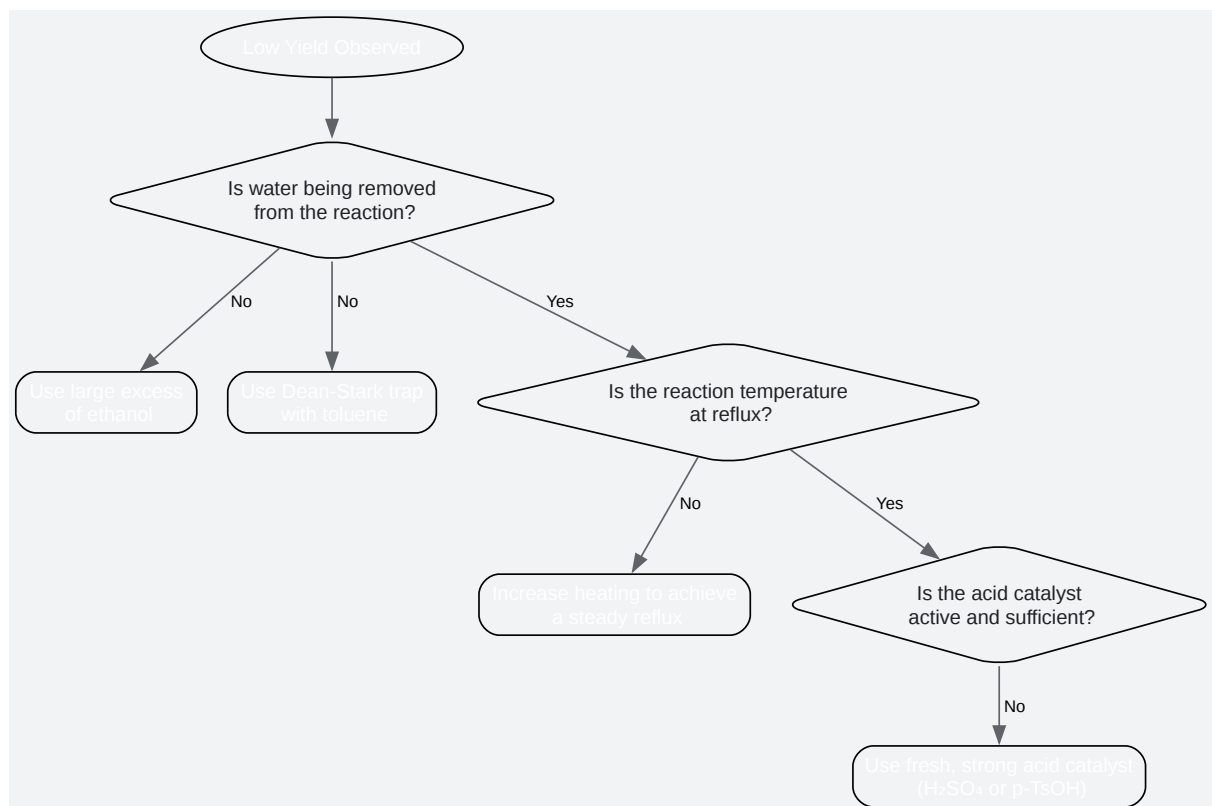 Low Yield Observed
Is water being removed
from the reaction?
No
No
Yes
Use large excess
of ethanol
Use Dean-Stark trap
with toluene
Is the reaction temperature
at reflux?
No
Yes
Increase heating to achieve
a steady reflux
Is the acid catalyst
active and sufficient?
No
Use fresh, strong acid catalyst
(H₂SO₄ or p-TsOH)